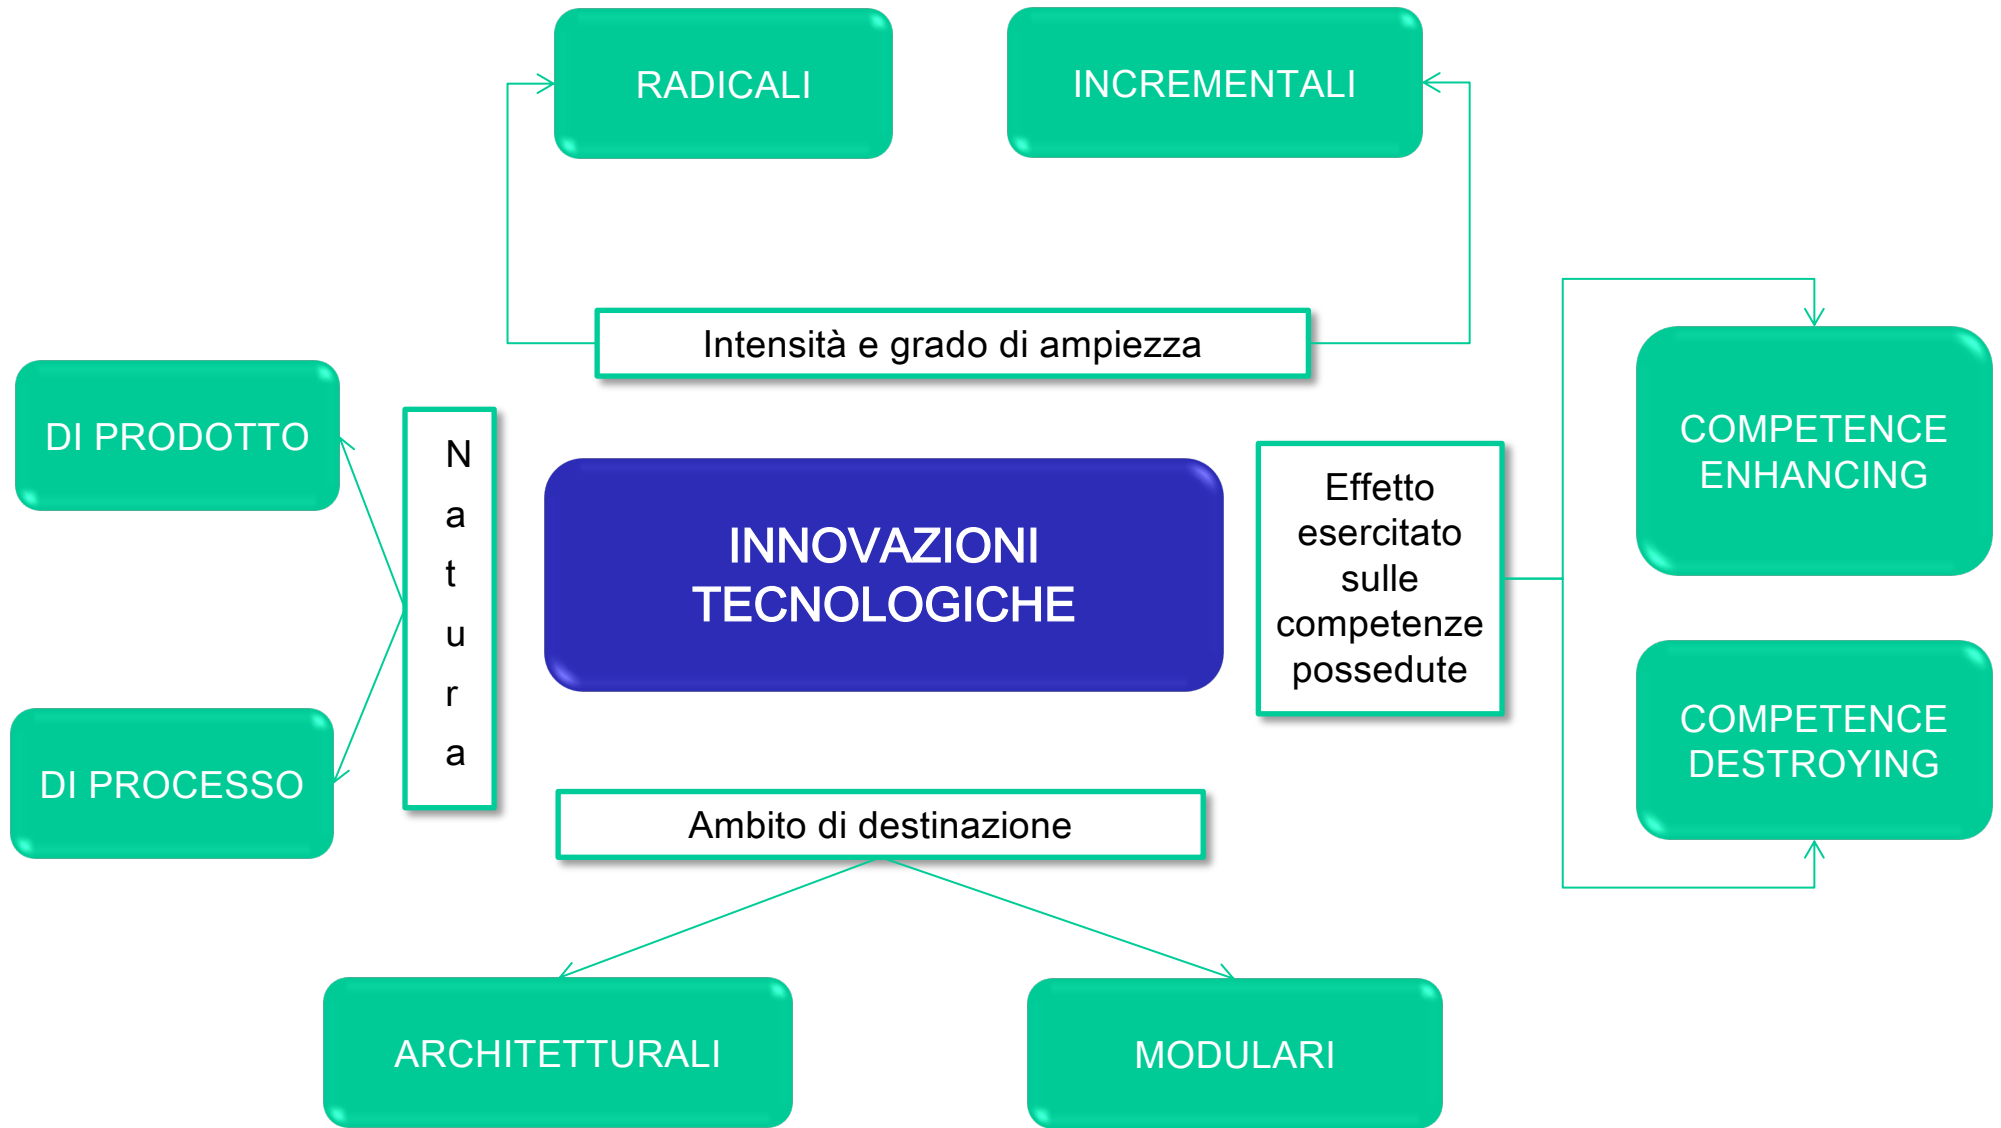 RADICALI
INCREMENTALI
Intensità e grado di ampiezza
DI PRODOTTO
DI PROCESSO
Natura
INNOVAZIONI
TECNOLOGICHE
Effetto
esercitato
sulle
competenze
possedute
COMPETENCE
ENHANCING
COMPETENCE
DESTROYING
Ambito di destinazione
ARCHITETTURALI
MODULARI